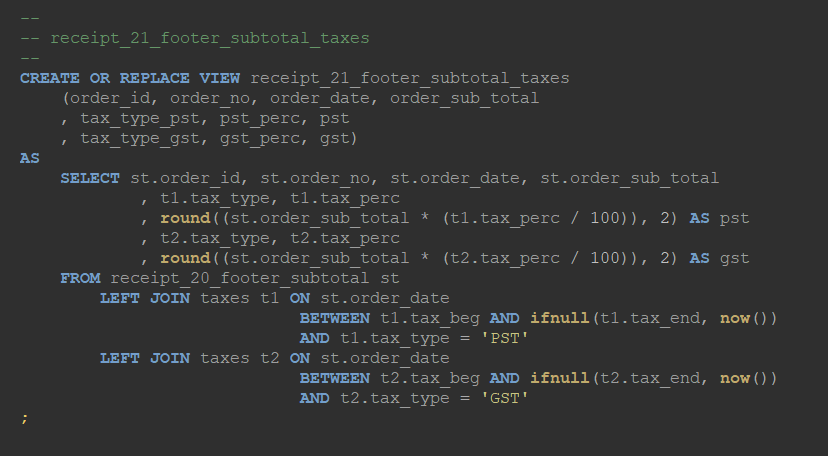 --
-- receipt_21_footer_subtotal_taxes
--
CREATE OR REPLACE VIEW receipt_21_footer_subtotal_taxes
    (order_id, order_no, order_date, order_sub_total
    , tax_type_pst, pst_perc, pst
    , tax_type_gst, gst_perc, gst)
AS
    SELECT st.order_id, st.order_no, st.order_date, st.order_sub_total
            , t1.tax_type, t1.tax_perc
            , round((st.order_sub_total * (t1.tax_perc / 100)), 2) AS pst
            , t2.tax_type, t2.tax_perc
            , round((st.order_sub_total * (t2.tax_perc / 100)), 2) AS gst
    FROM receipt_20_footer_subtotal st
        LEFT JOIN taxes t1 ON st.order_date
                            BETWEEN t1.tax_beg AND ifnull(t1.tax_end, now())
                            AND t1.tax_type = 'PST'
        LEFT JOIN taxes t2 ON st.order_date
                            BETWEEN t2.tax_beg AND ifnull(t2.tax_end, now())
                            AND t2.tax_type = 'GST'
;